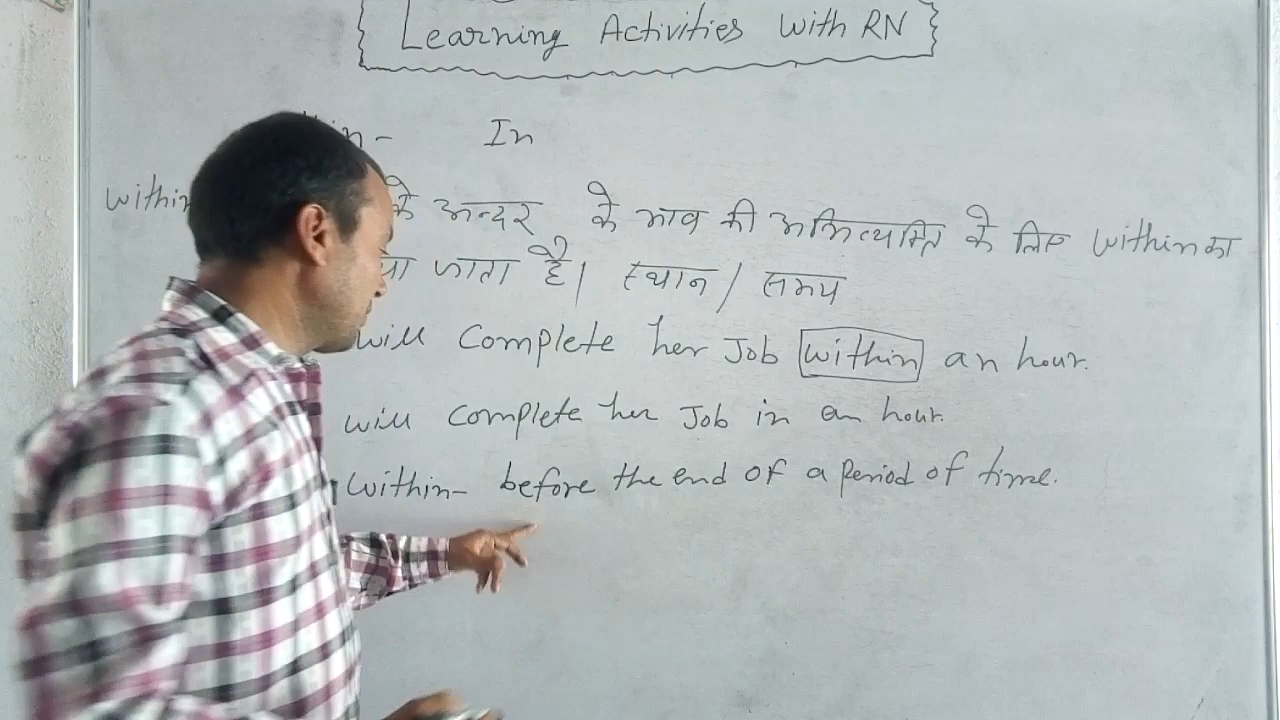 Learning Activities With RN
In
within के अन्दर के भाव की अभिव्यक्ति के लिए within का
जाता है। स्थान / समय
will complete her Job within an hour.
will complete her Job in an hour.
Within- before the end of a Period of time.